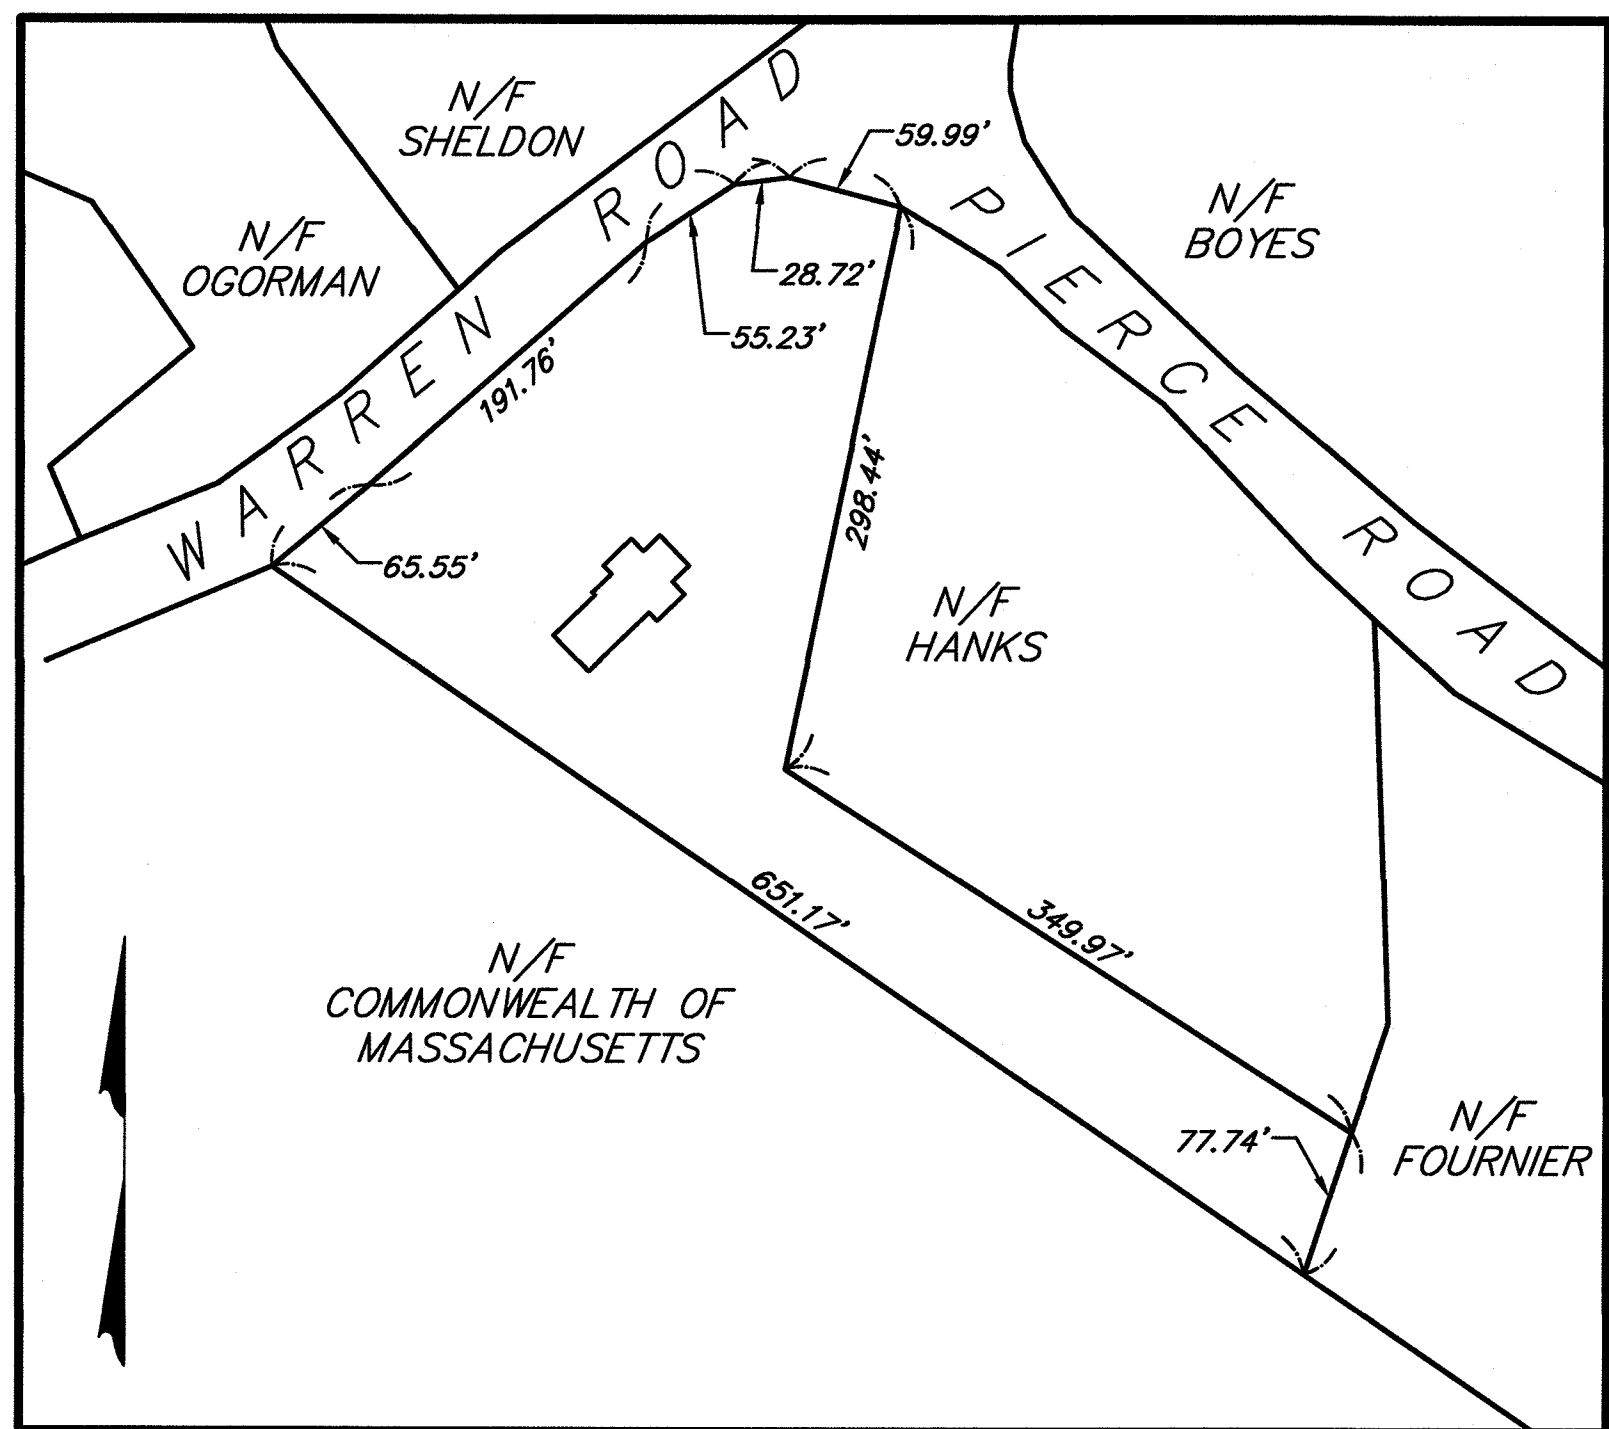 N/F
SHELDON
59.99'
N/F
BOYES
N/F
OGORMAN
28.72'
55.23'
WARREN ROAD
PIERCE ROAD
191.76'
298.44'
65.55'
N/F
HANKS
651.17'
349.97'
N/F
COMMONWEALTH OF
MASSACHUSETTS
77.74'
N/F
FOURNIER